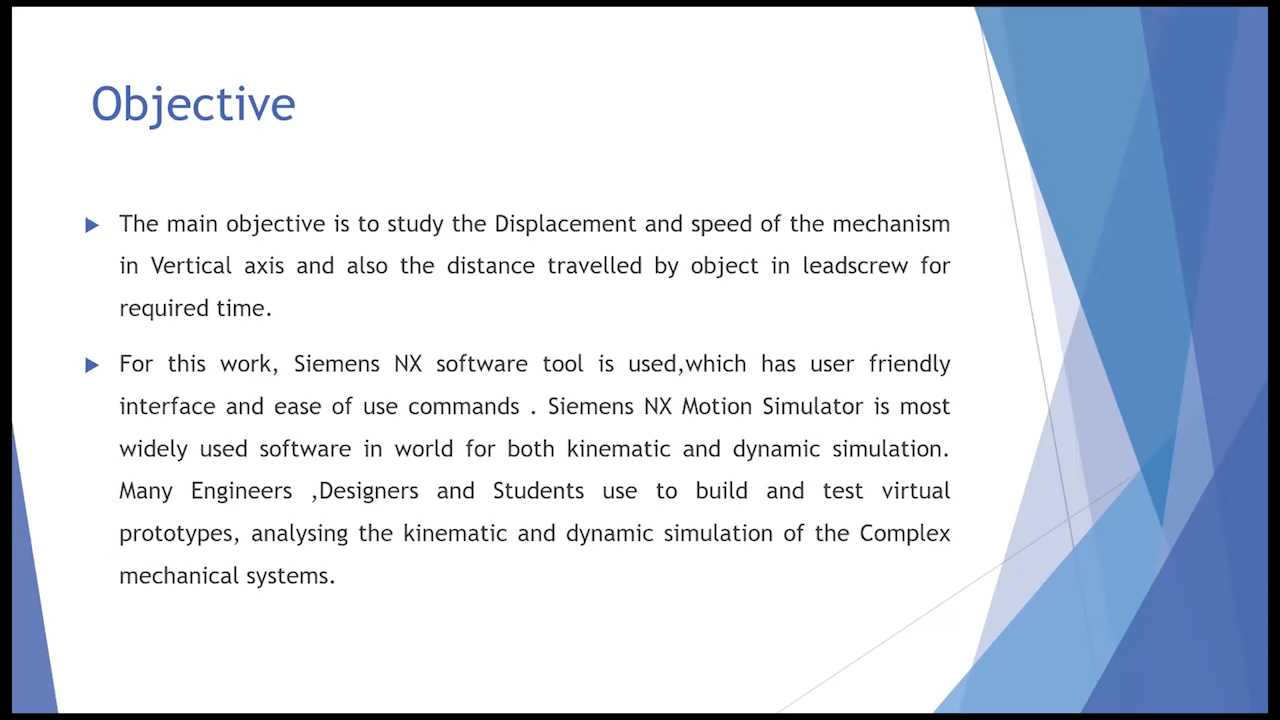 Objective
The main objective is to study the Displacement and speed of the mechanism
in Vertical axis and also the distance travelled by object in leadscrew for
required time.
For this work, Siemens NX software tool is used,which has user friendly
interface and ease of use commands . Siemens NX Motion Simulator is most
widely used software in world for both kinematic and dynamic simulation.
Many Engineers ,Designers and Students use to build and test virtual
prototypes, analysing the kinematic and dynamic simulation of the Complex
mechanical systems.